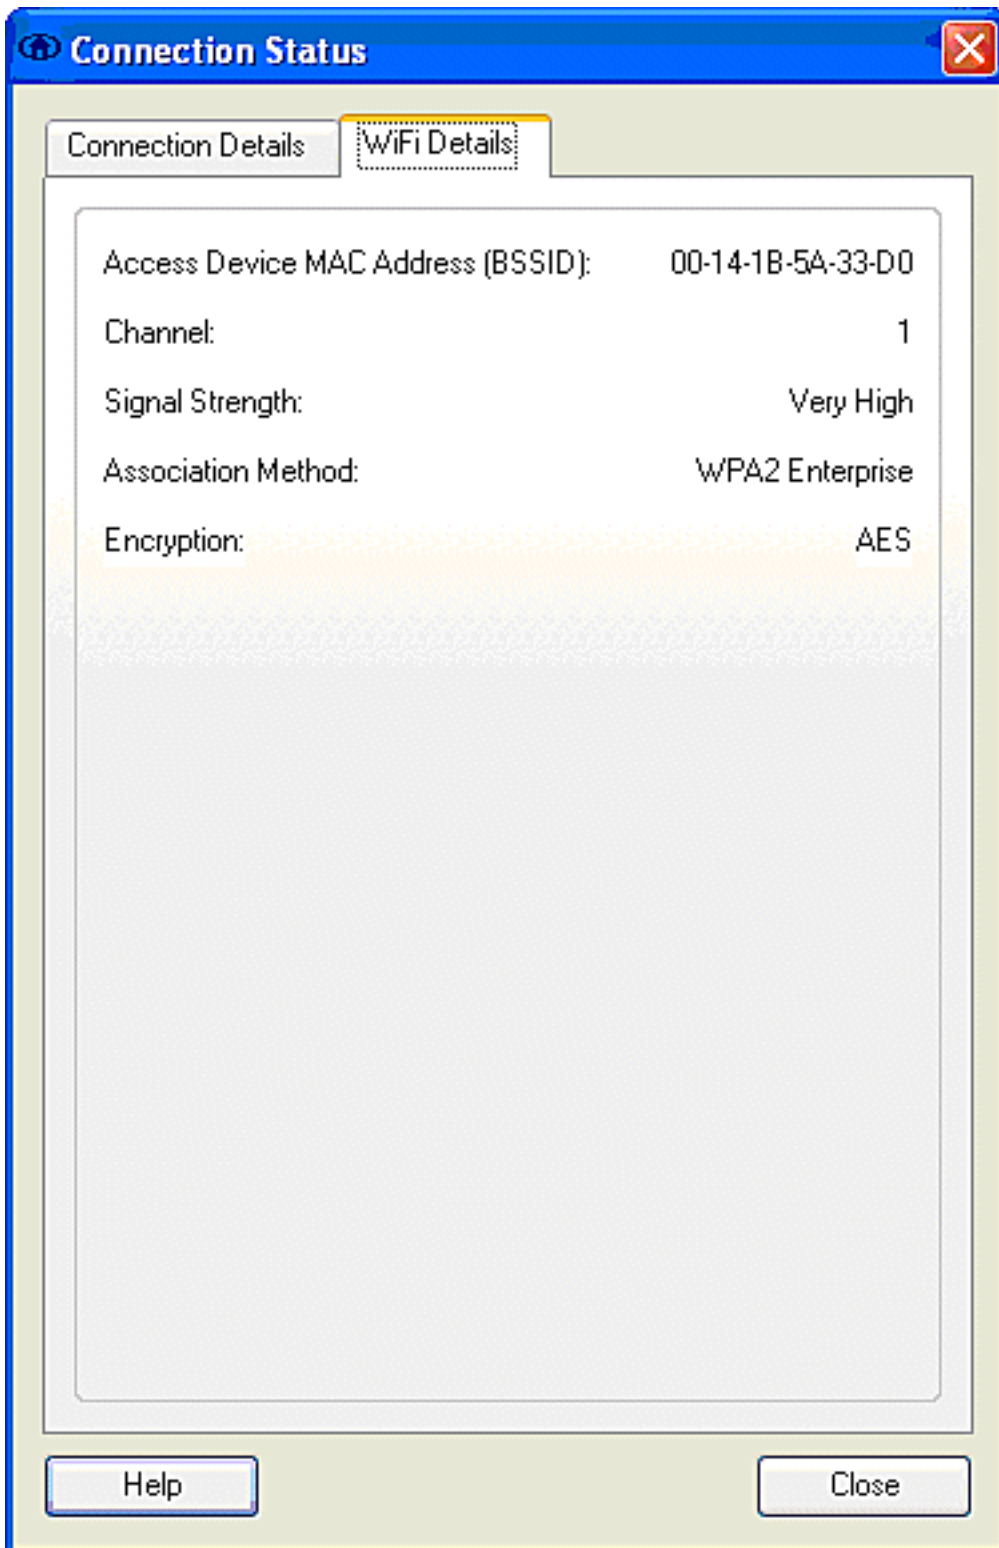 Connection Status
Connection Details
WiFi Details
Access Device MAC Address (BSSID): 00-14-1B-5A-33-D0
Channel: 1
Signal Strength: Very High
Association Method: WPA2 Enterprise
Encryption: AES
Help
Close